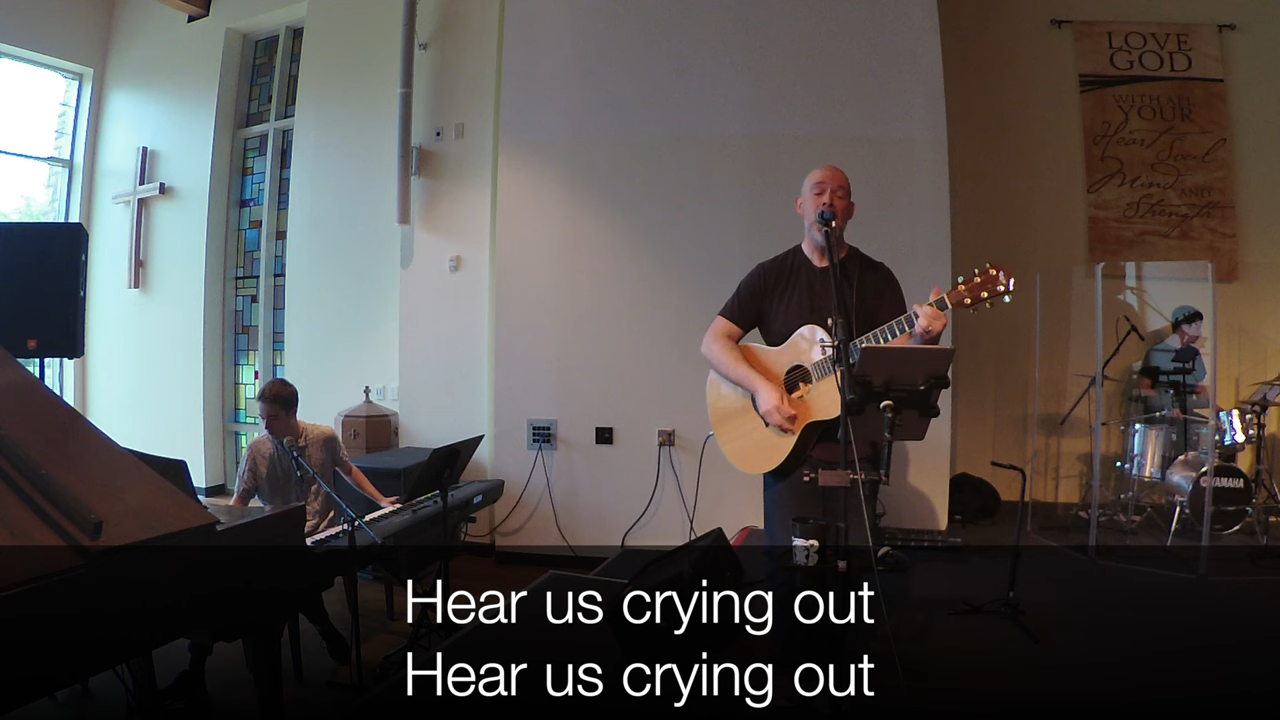 LOVE
GOD
WITH ALL
YOUR
Heart Soul
Mind AND
Strength
YAMAHA
Hear us crying out
Hear us crying out